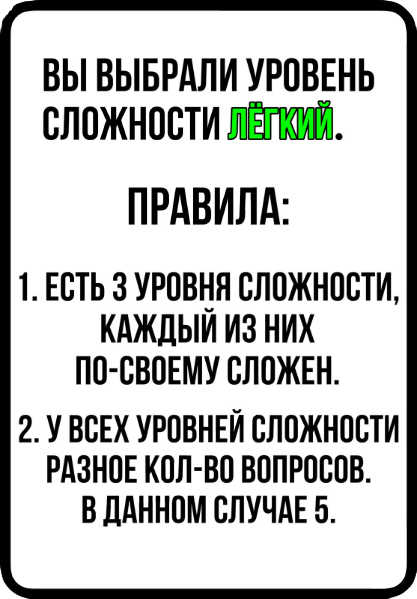 ВЫ ВЫБРАЛИ УРОВЕНЬ
СЛОЖНОСТИ ЛЁГКИЙ.
ПРАВИЛА:
1. ЕСТЬ 3 УРОВНЯ СЛОЖНОСТИ,
КАЖДЫЙ ИЗ НИХ
ПО-СВОЕМУ СЛОЖЕН.
2. У ВСЕХ УРОВНЕЙ СЛОЖНОСТИ
РАЗНОЕ КОЛ-ВО ВОПРОСОВ.
В ДАННОМ СЛУЧАЕ 5.